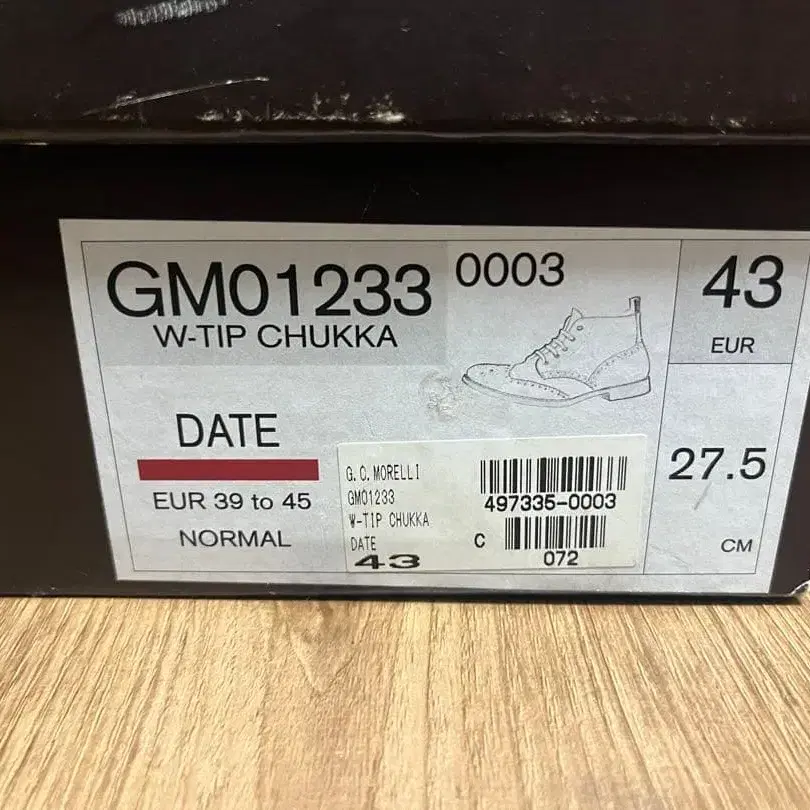 GM01233 0003
W-TIP CHUKKA
43
EUR
DATE
EUR 39 to 45
NORMAL
G.C.MORELLI
GM01233
W-TIP CHUKKA
DATE
43
497335-0003
C
072
27.5
CM